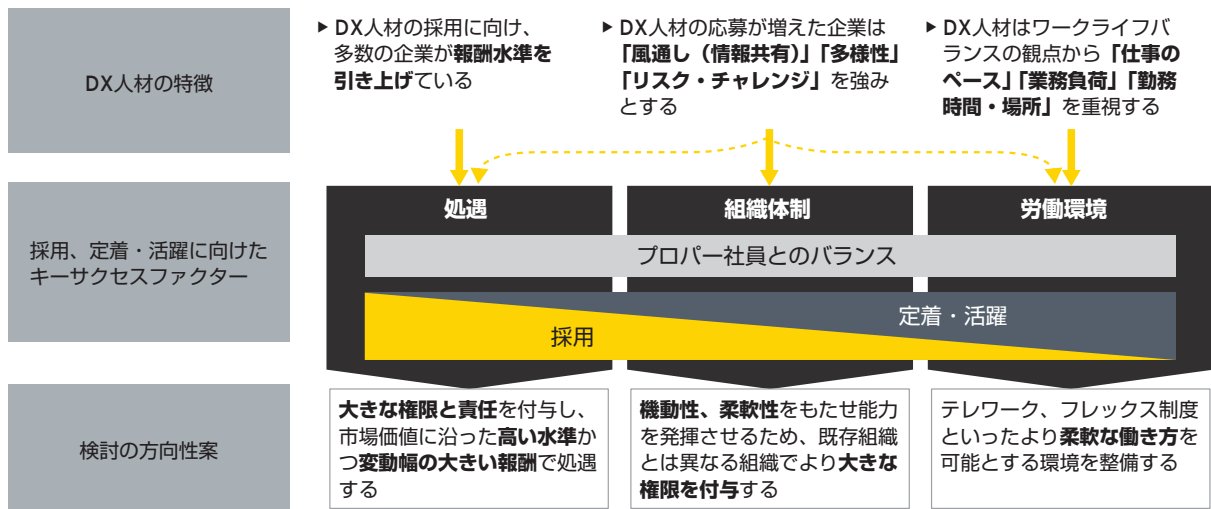 DX人材の特徴
▶ DX人材の採用に向け、
多数の企業が報酬水準を
引き上げている
▶ DX人材の応募が増えた企業は
「風通し（情報共有）」「多様性」
「リスク・チャレンジ」を強み
とする
▶ DX人材はワークライフバ
ランスの観点から「仕事の
ペース」「業務負荷」「勤務
時間・場所」を重視する
採用、定着・活躍に向けた
キーサクセスファクター
処遇
組織体制
労働環境
プロパー社員とのバランス
定着・活躍
採用
検討の方向性案
大きな権限と責任を付与し、
市場価値に沿った高い水準か
つ変動幅の大きい報酬で処遇
する
機動性、柔軟性をもたせ能力
を発揮させるため、既存組織
とは異なる組織でより大きな
権限を付与する
テレワーク、フレックス制度
といったより柔軟な働き方を
可能とする環境を整備する